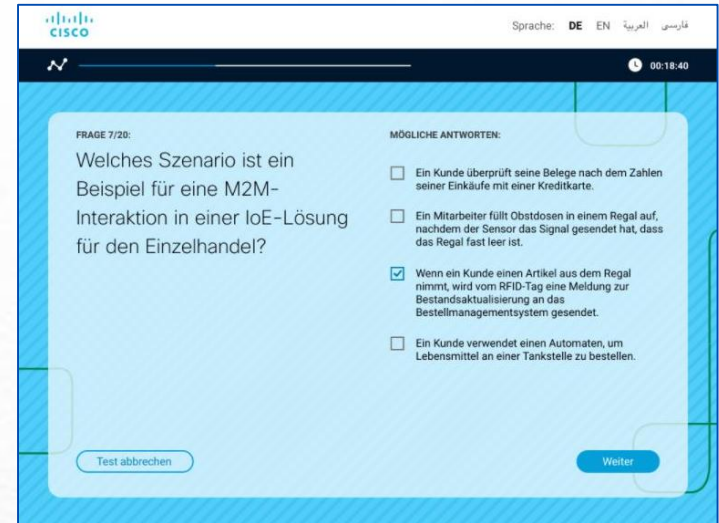 CISCO
Sprache: DE EN العربية فارسی
00:18:40
FRAGE 7/20:
Welches Szenario ist ein
Beispiel für eine M2M-
Interaktion in einer IoE-Lösung
für den Einzelhandel?
MÖGLICHE ANTWORTEN:
Ein Kunde überprüft seine Belege nach dem Zahlen
seiner Einkäufe mit einer Kreditkarte.
Ein Mitarbeiter füllt Obstdosen in einem Regal auf,
nachdem der Sensor das Signal gesendet hat, dass
das Regal fast leer ist.
Wenn ein Kunde einen Artikel aus dem Regal
nimmt, wird vom RFID-Tag eine Meldung zur
Bestandsaktualisierung an das
Bestellmanagementsystem gesendet.
Ein Kunde verwendet einen Automaten, um
Lebensmittel an einer Tankstelle zu bestellen.
Test abbrechen
Weiter